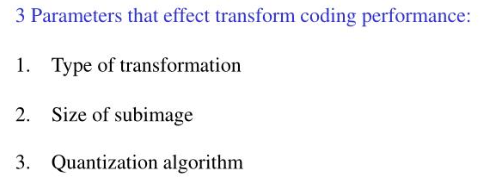 3 Parameters that effect transform coding performance:
1. Type of transformation
2. Size of subimage
3. Quantization algorithm